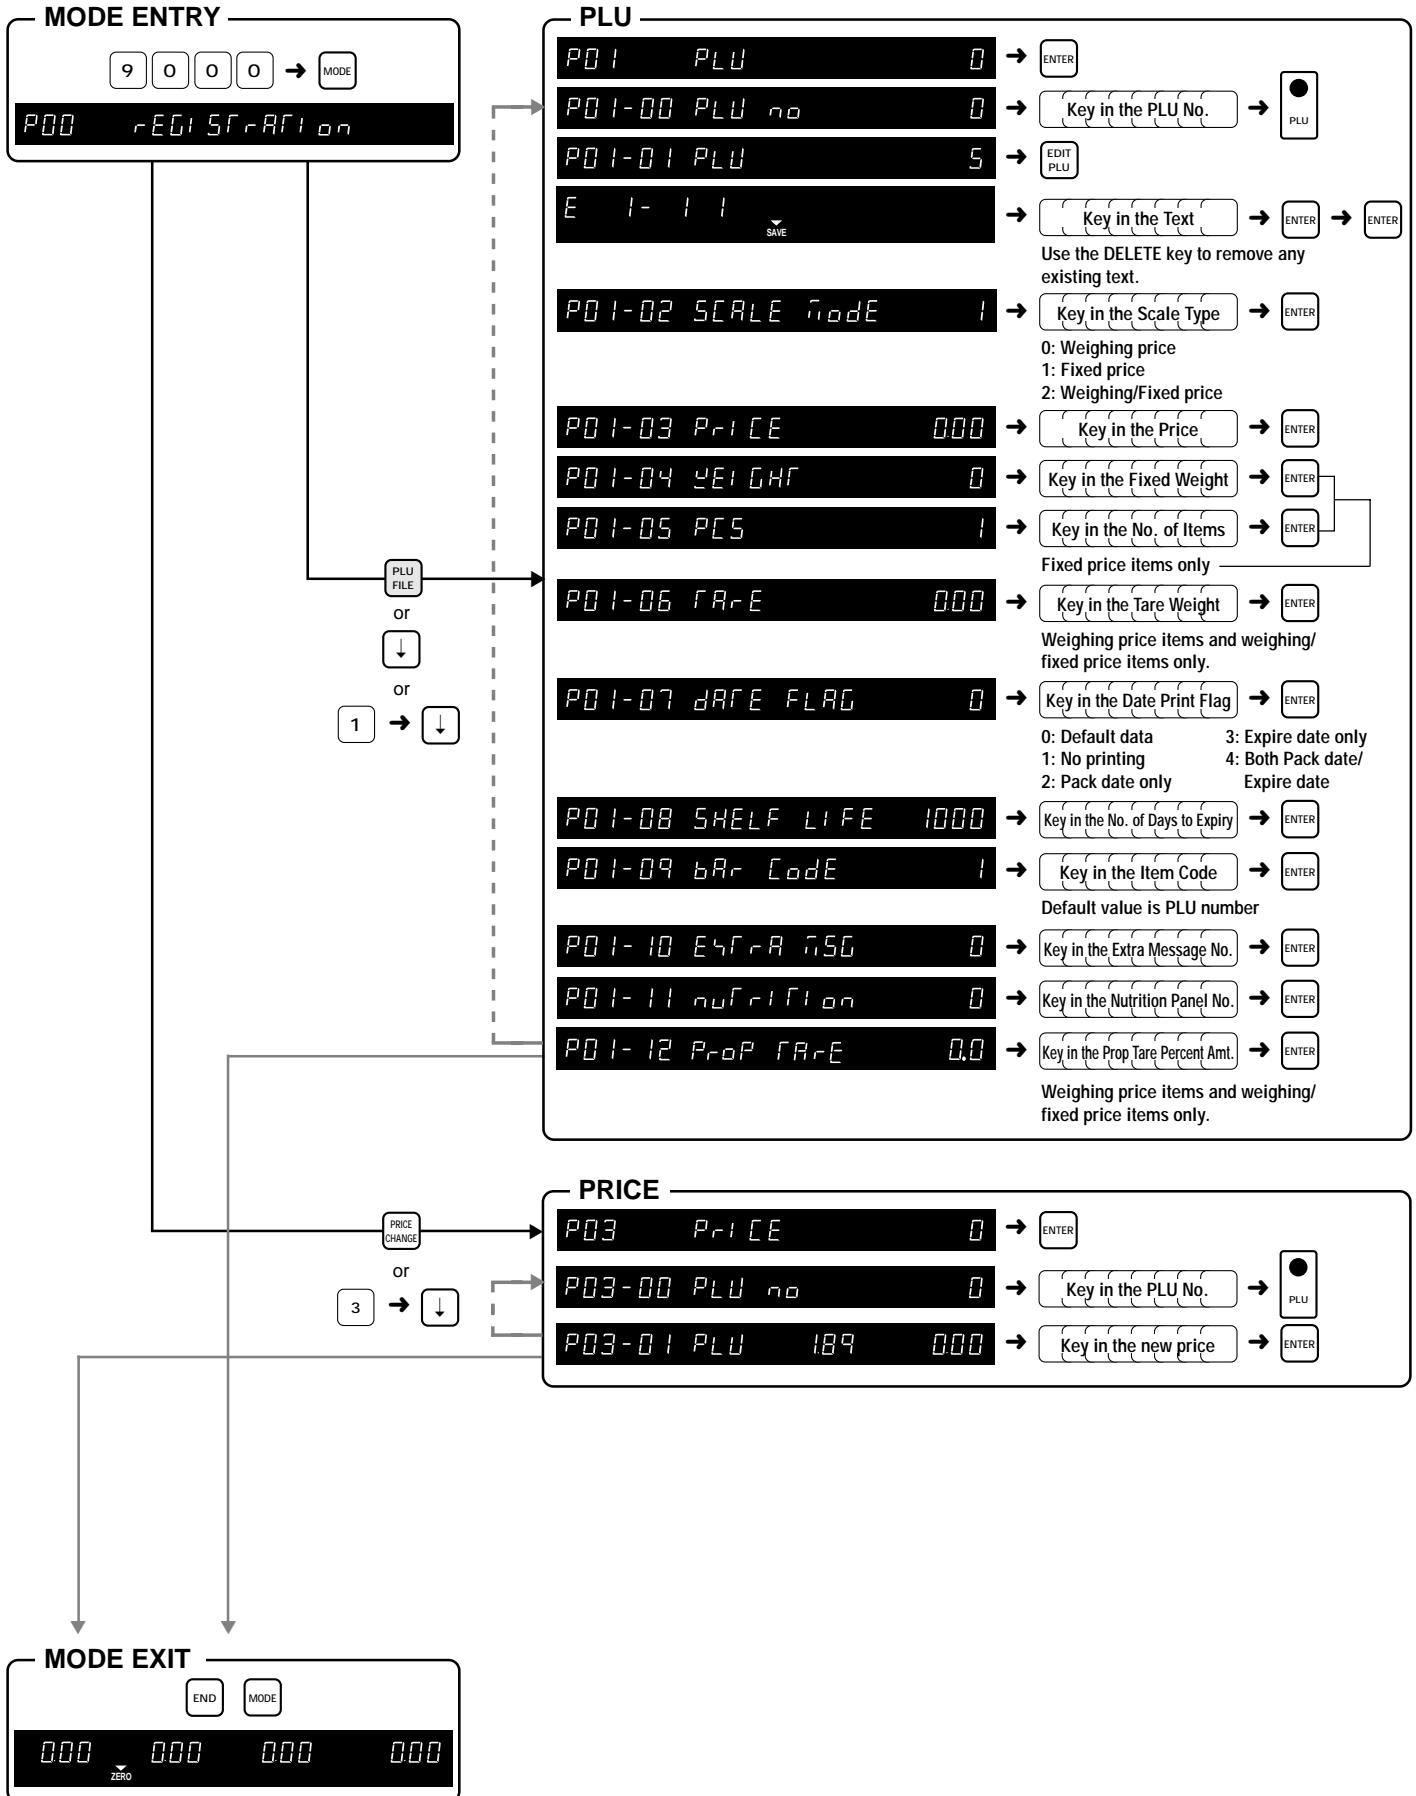 MODE ENTRY
9 0 0 0 → MODE
P00 rEGiSTrATion
PLU
P01 PLU 0 → ENTER
P01-00 PLU no 0 → Key in the PLU No. → PLU
P01-01 PLU 5 → EDIT PLU
E 1- 1 1 SAVE → Key in the Text → ENTER → ENTER
Use the DELETE key to remove any
existing text.
P01-02 SCALE modE 1 → Key in the Scale Type → ENTER
0: Weighing price
1: Fixed price
2: Weighing/Fixed price
P01-03 PriCE 0.00 → Key in the Price → ENTER
P01-04 WEiGHT 0 → Key in the Fixed Weight → ENTER
P01-05 PCS 1 → Key in the No. of Items → ENTER
Fixed price items only
PLU
FILE
or
↓
or
1 → ↓
P01-06 TArE 0.00 → Key in the Tare Weight → ENTER
Weighing price items and weighing/
fixed price items only.
P01-07 dATE FLAG 0 → Key in the Date Print Flag → ENTER
0: Default data 3: Expire date only
1: No printing 4: Both Pack date/
2: Pack date only Expire date
P01-08 SHELF LiFE 1000 → Key in the No. of Days to Expiry → ENTER
P01-09 bAr CodE 1 → Key in the Item Code → ENTER
Default value is PLU number
P01-10 ExTrA mSG 0 → Key in the Extra Message No. → ENTER
P01-11 nuTriTion 0 → Key in the Nutrition Panel No. → ENTER
P01-12 ProP TArE 0.0 → Key in the Prop Tare Percent Amt. → ENTER
Weighing price items and weighing/
fixed price items only.
PRICE
PRICE
CHANGE
or
3 → ↓
P03 PriCE 0 → ENTER
P03-00 PLU no 0 → Key in the PLU No. → PLU
P03-01 PLU 1.89 0.00 → Key in the new price → ENTER
MODE EXIT
END MODE
0.00 0.00 0.00 0.00
ZERO